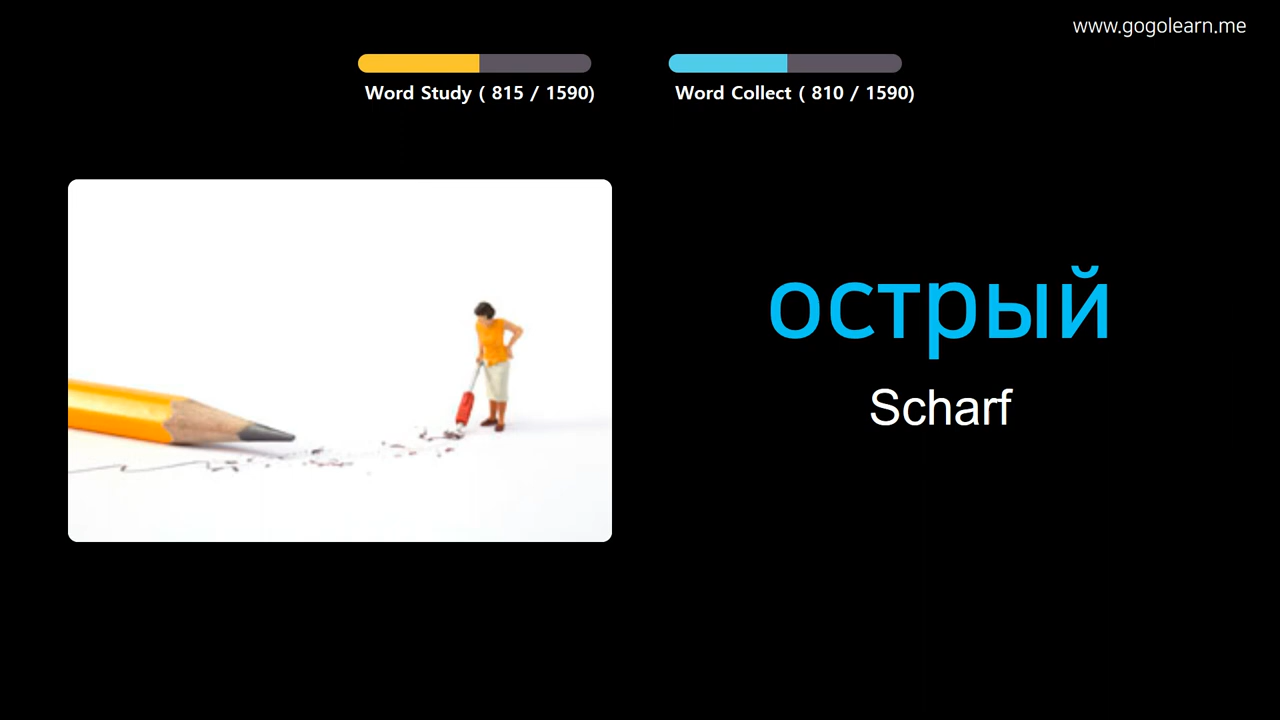 www.gogolearn.me
Word Study ( 815 / 1590)
Word Collect ( 810 / 1590)
острый
Scharf